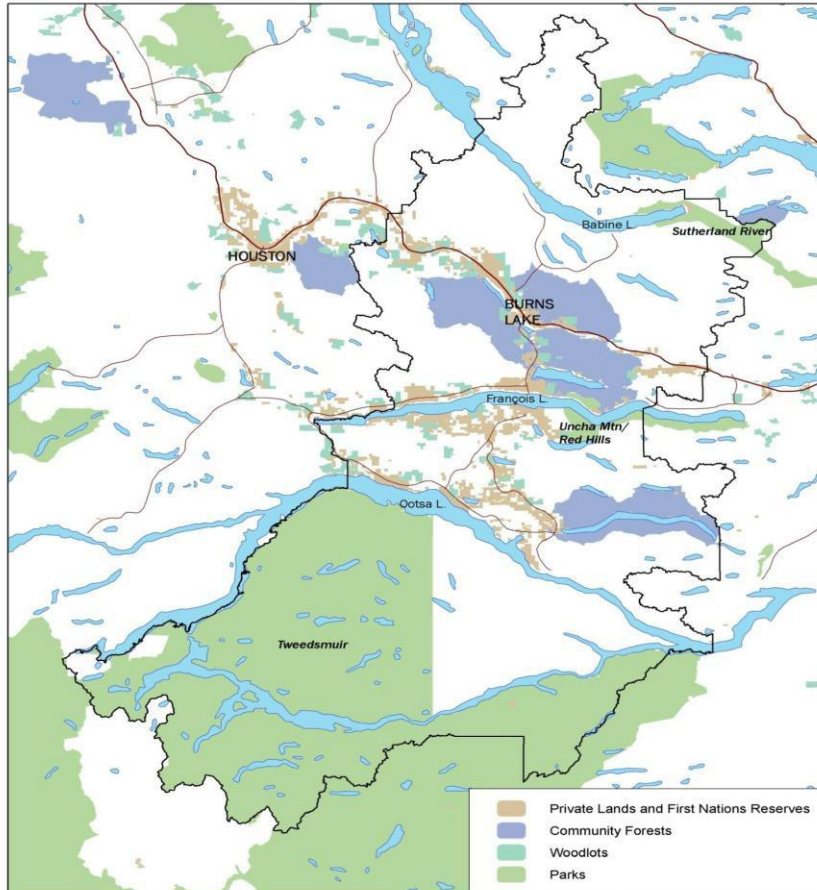 Babine L.
Sutherland River
HOUSTON
BURNS
LAKE
François L.
Uncha Mtn/
Red Hills
Ootsa L.
Tweedsmuir
Private Lands and First Nations Reserves
Community Forests
Woodlots
Parks